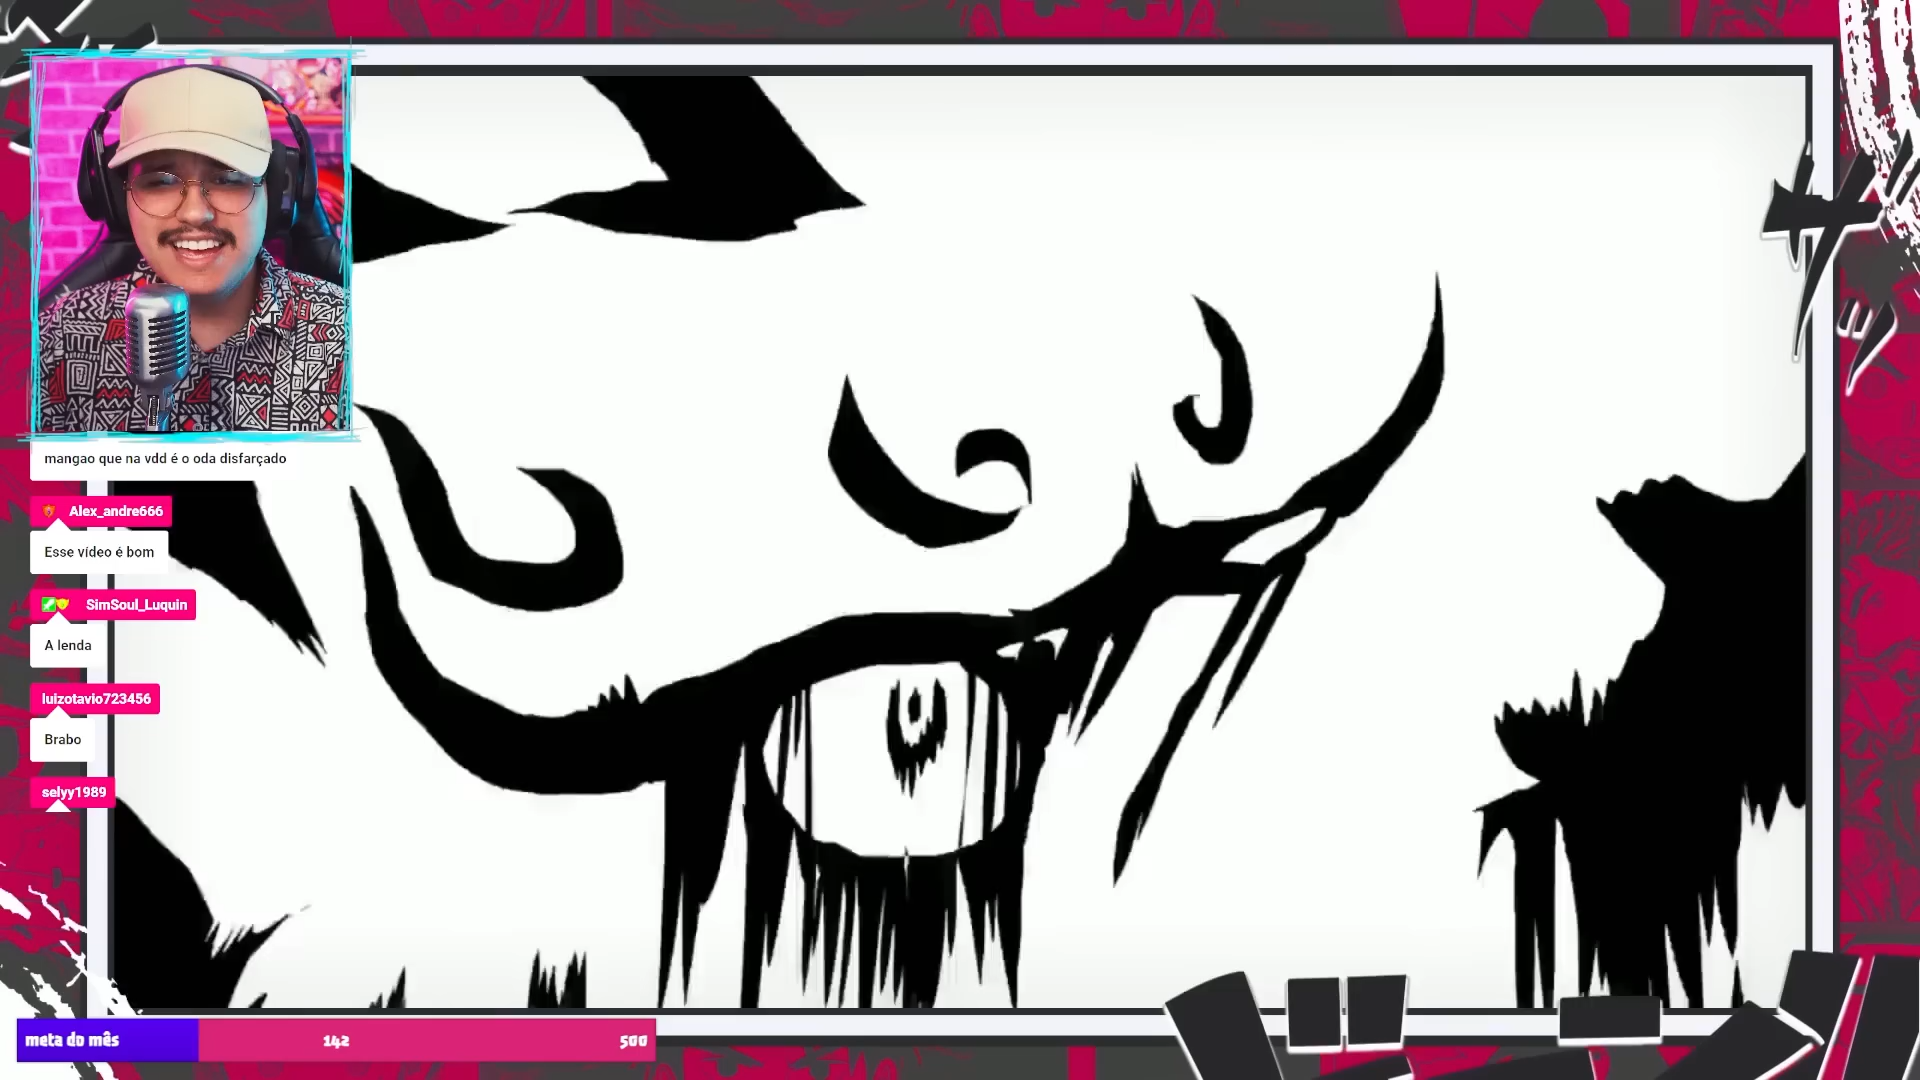 mangao que na vdd é o oda disfarçado
Alex_andre666
Esse vídeo é bom
SimSoul_Luquin
A lenda
luizotavio723456
Brabo
selyy1989
meta do mês 142 500